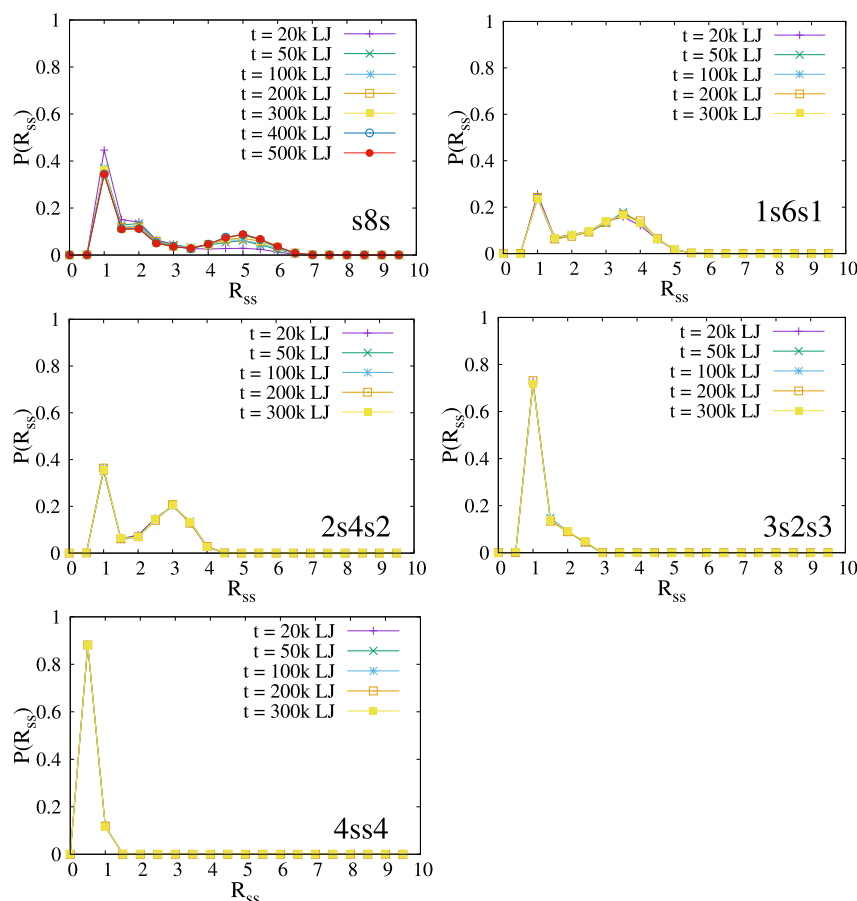 P(R_ss)
1
0.8
0.6
0.4
0.2
0
t = 20k LJ
t = 50k LJ
t = 100k LJ
t = 200k LJ
t = 300k LJ
t = 400k LJ
t = 500k LJ
s8s
0 1 2 3 4 5 6 7 8 9 10
R_ss
P(R_ss)
1
0.8
0.6
0.4
0.2
0
t = 20k LJ
t = 50k LJ
t = 100k LJ
t = 200k LJ
t = 300k LJ
1s6s1
0 1 2 3 4 5 6 7 8 9 10
R_ss
P(R_ss)
1
0.8
0.6
0.4
0.2
0
t = 20k LJ
t = 50k LJ
t = 100k LJ
t = 200k LJ
t = 300k LJ
2s4s2
0 1 2 3 4 5 6 7 8 9 10
R_ss
P(R_ss)
1
0.8
0.6
0.4
0.2
0
t = 20k LJ
t = 50k LJ
t = 100k LJ
t = 200k LJ
t = 300k LJ
3s2s3
0 1 2 3 4 5 6 7 8 9 10
R_ss
P(R_ss)
1
0.8
0.6
0.4
0.2
0
t = 20k LJ
t = 50k LJ
t = 100k LJ
t = 200k LJ
t = 300k LJ
4ss4
0 1 2 3 4 5 6 7 8 9 10
R_ss